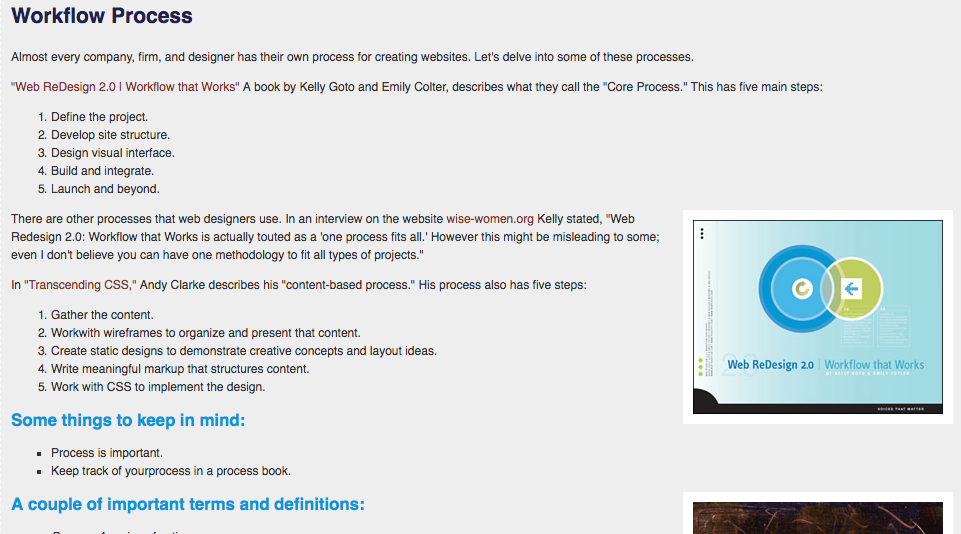 Workflow Process
Almost every company, firm, and designer has their own process for creating websites. Let's delve into some of these processes.
"Web ReDesign 2.0 | Workflow that Works" A book by Kelly Goto and Emily Colter, describes what they call the "Core Process." This has five main steps:
1. Define the project.
2. Develop site structure.
3. Design visual interface.
4. Build and integrate.
5. Launch and beyond.
There are other processes that web designers use. In an interview on the website wise-women.org Kelly stated, "Web
Redesign 2.0: Workflow that Works is actually touted as a 'one process fits all.' However this might be misleading to some;
even I don't believe you can have one methodology to fit all types of projects."
In "Transcending CSS," Andy Clarke describes his "content-based process." His process also has five steps:
1. Gather the content.
2. Workwith wireframes to organize and present that content.
3. Create static designs to demonstrate creative concepts and layout ideas.
4. Write meaningful markup that structures content.
5. Work with CSS to implement the design.
2.0
Web ReDesign 2.0 | Workflow that Works
BY KELLY GOTO & EMILY COTLER
VOICES THAT MATTER
Some things to keep in mind:
Process is important.
Keep track of yourprocess in a process book.
A couple of important terms and definitions: